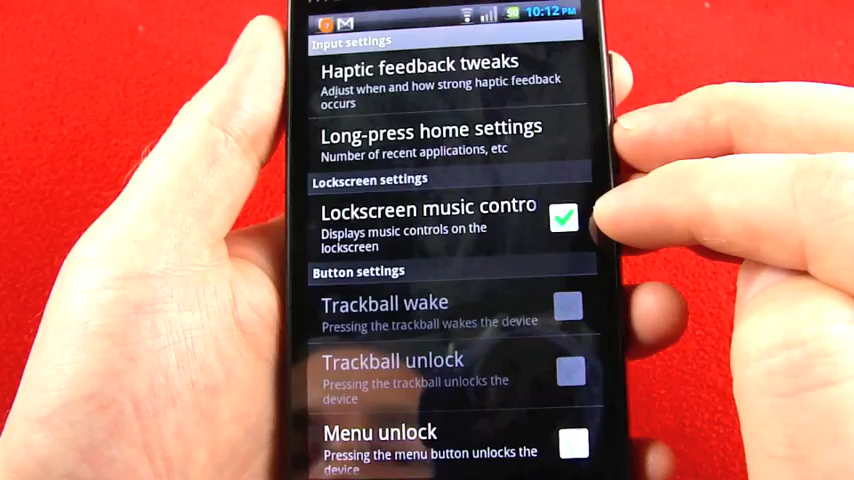 50 10:12 PM
Input settings
Haptic feedback tweaks
Adjust when and how strong haptic feedback
occurs
Long-press home settings
Number of recent applications, etc
Lockscreen settings
Lockscreen music contro
Displays music controls on the
lockscreen
Button settings
Trackball wake
Pressing the trackball wakes the device
Trackball unlock
Pressing the trackball unlocks the
device
Menu unlock
Pressing the menu button unlocks the
device